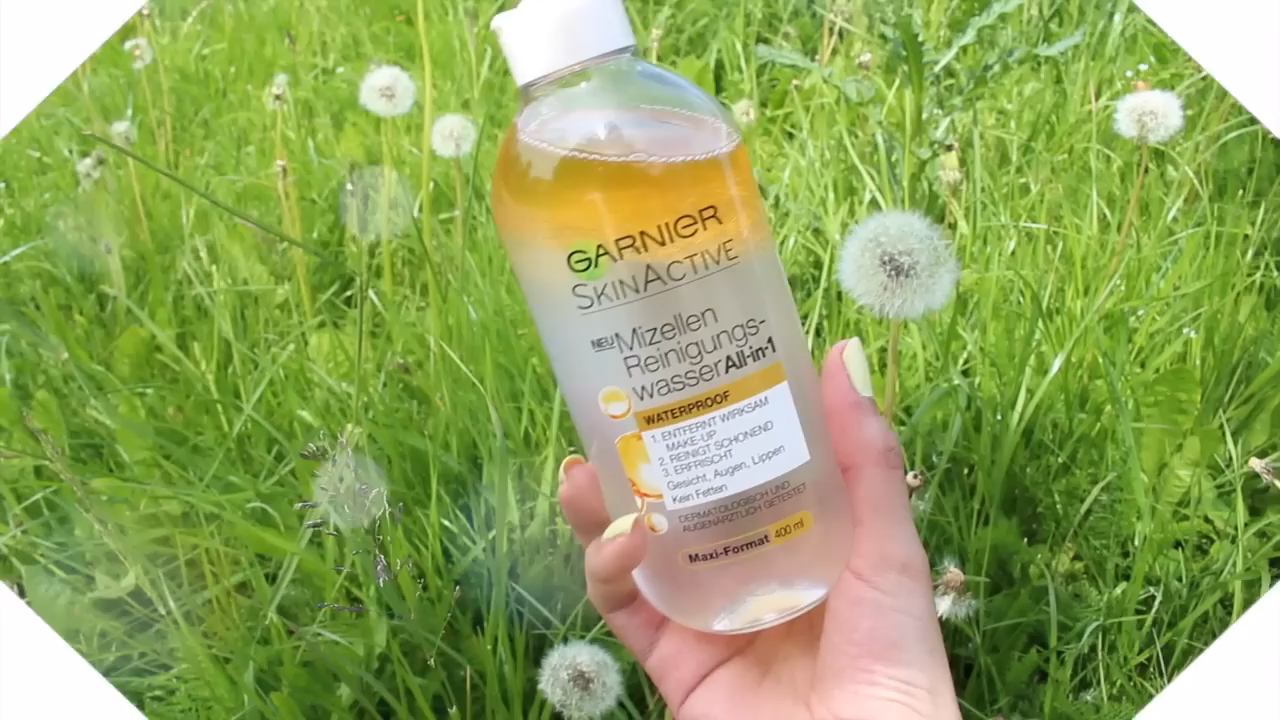 GARNIER
SKINACTIVE
NEU Mizellen
Reinigungs-
wasser All-in-1
WATERPROOF
1. ENTFERNT WIRKSAM
MAKE-UP
2. REINIGT SCHONEND
3. ERFRISCHT
Gesicht, Augen, Lippen
Kein Fetten
DERMATOLOGISCH UND
AUGENÄRZTLICH GETESTET
Maxi-Format 400 ml